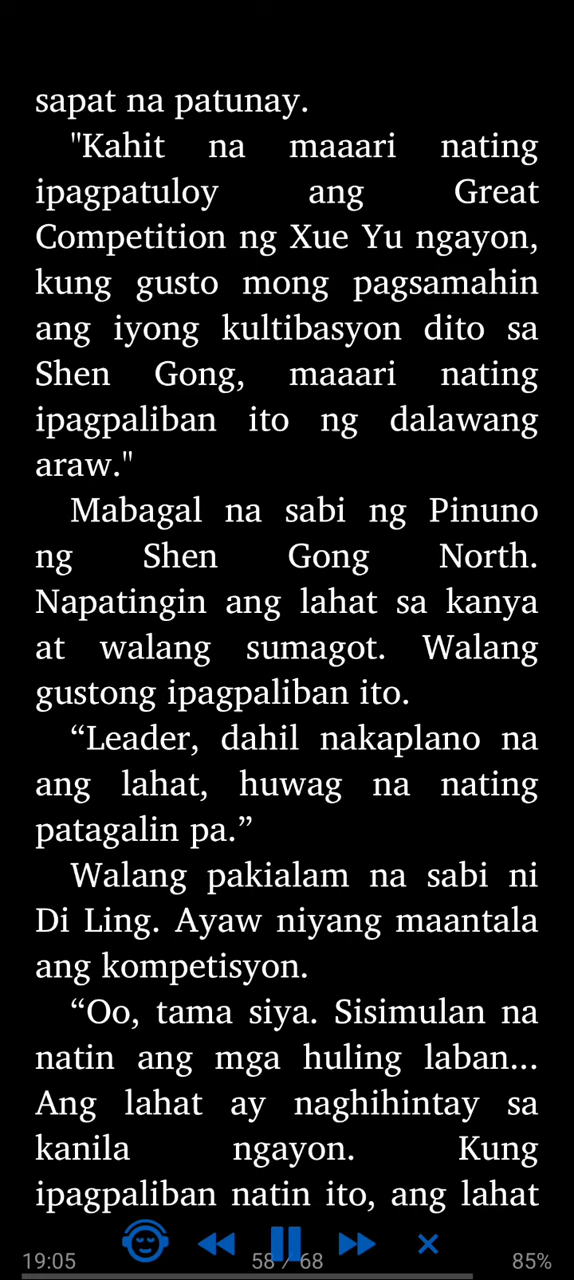 sapat na patunay.
"Kahit na maaari nating
ipagpatuloy ang Great
Competition ng Xue Yu ngayon,
kung gusto mong pagsamahin
ang iyong kultibasyon dito sa
Shen Gong, maaari nating
ipagpaliban ito ng dalawang
araw."
Mabagal na sabi ng Pinuno
ng Shen Gong North.
Napatingin ang lahat sa kanya
at walang sumagot. Walang
gustong ipagpaliban ito.
“Leader, dahil nakaplano na
ang lahat, huwag na nating
patagalin pa.”
Walang pakialam na sabi ni
Di Ling. Ayaw niyang maantala
ang kompetisyon.
“Oo, tama siya. Sisimulan na
natin ang mga huling laban...
Ang lahat ay naghihintay sa
kanila ngayon. Kung
ipagpaliban natin ito, ang lahat
19:05 58 / 68 85%